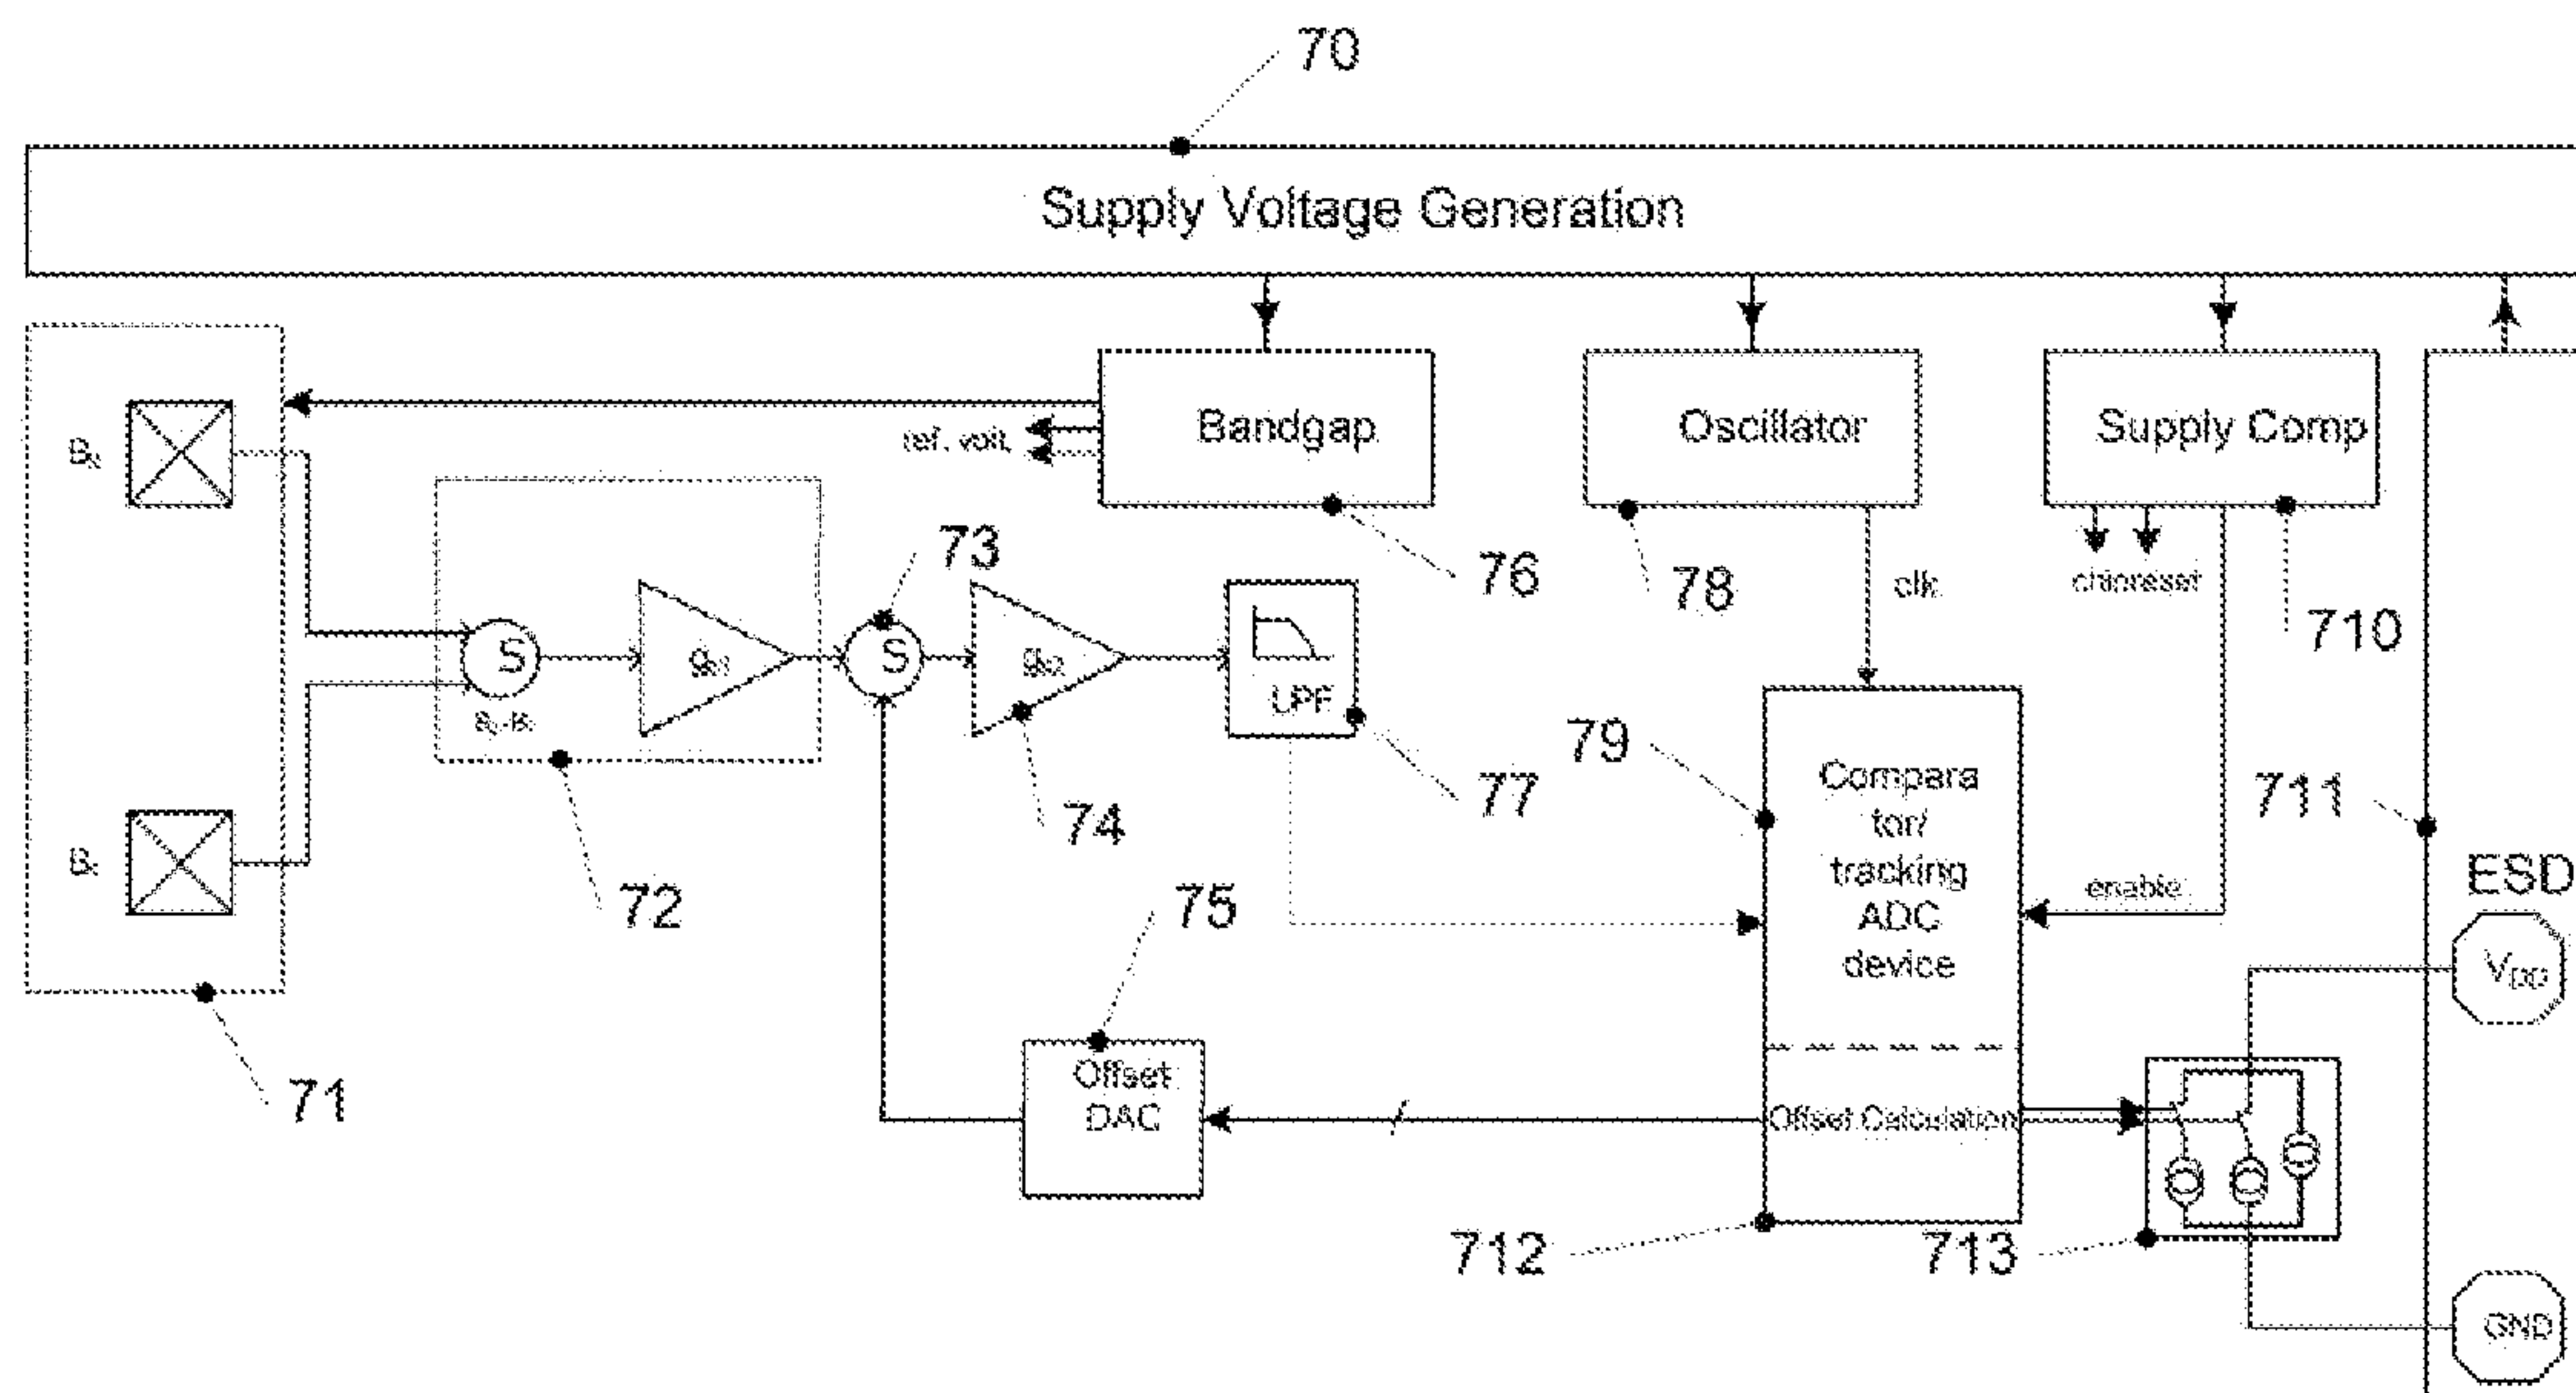 70
Supply Voltage Generation
Bandgap
Oscillator
Supply Comp
ref. volt.
73
76
78
clk
chipreset
710
S
S
LPF
79
77
711
74
72
75
Compara
tor/
tracking
ADC
device
enable
ESD
VDD
71
Offset
DAC
Offset Calculation
712
713
GND